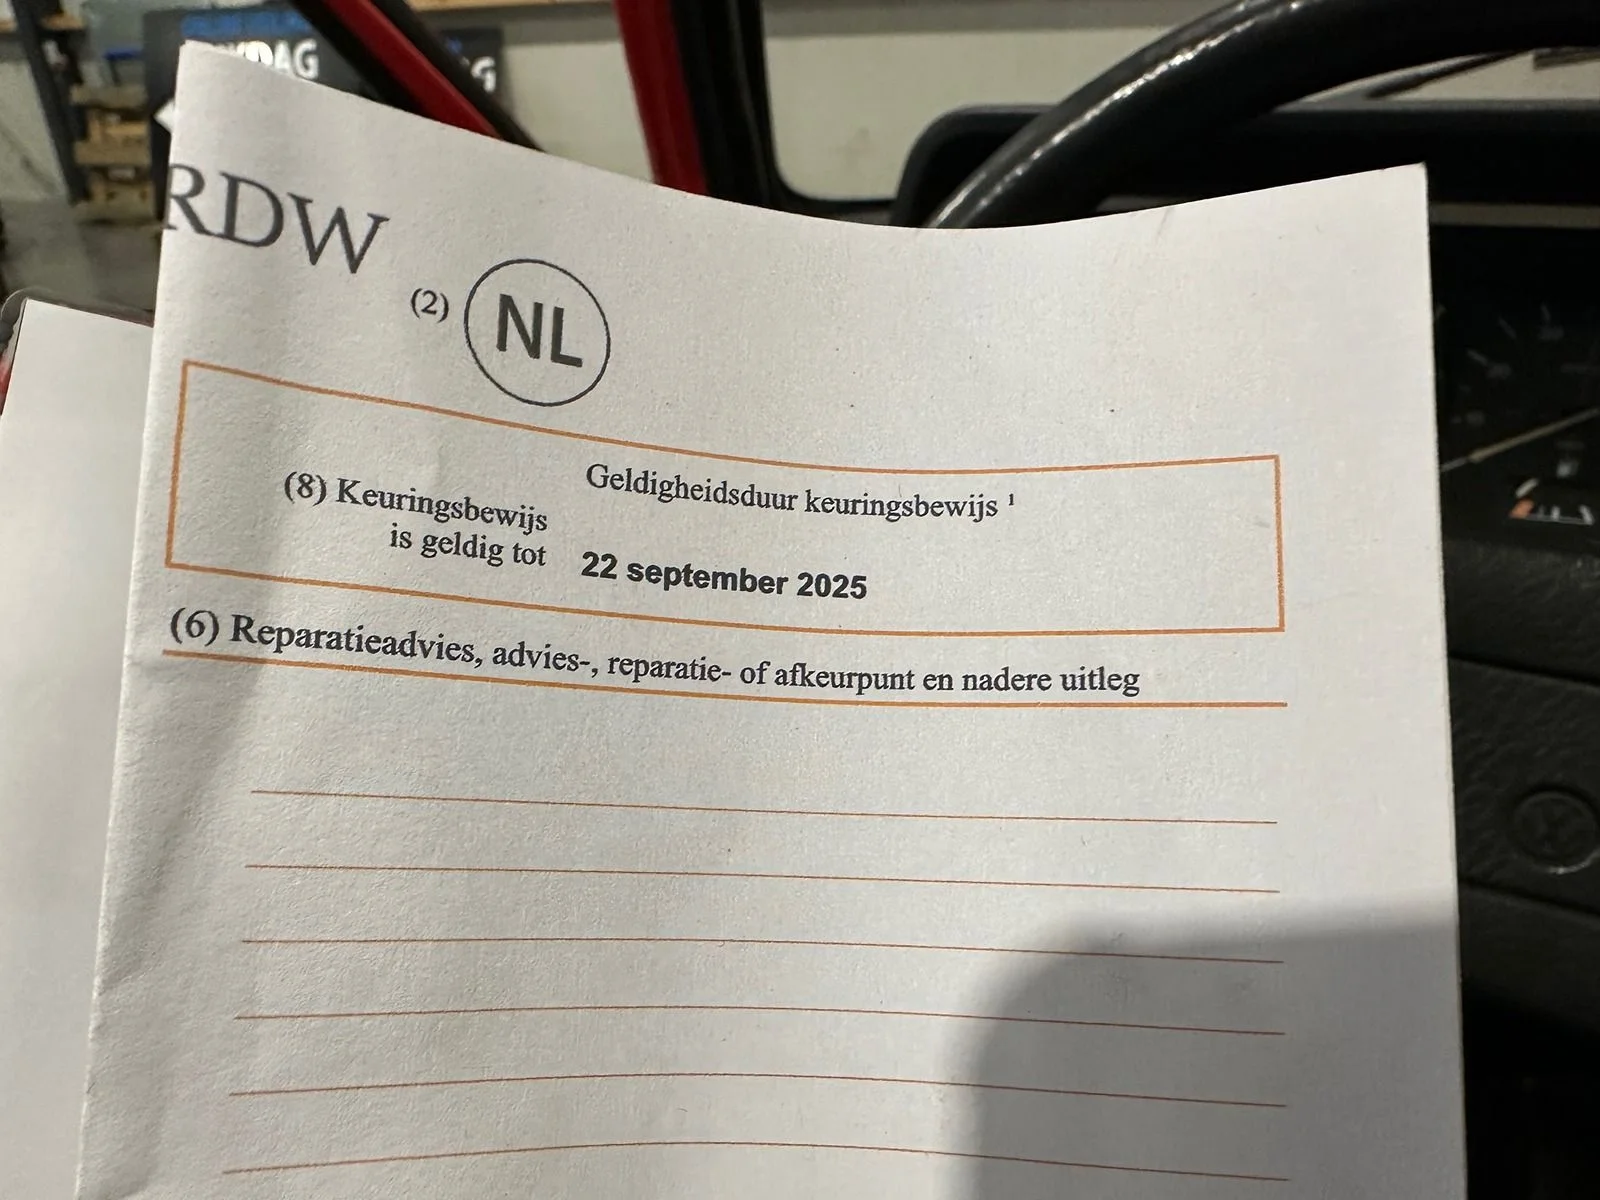 RDW
(2) NL
Geldigheidsduur keuringsbewijs ¹
(8) Keuringsbewijs
is geldig tot
22 september 2025
(6) Reparatieadvies, advies-, reparatie- of afkeurpunt en nadere uitleg